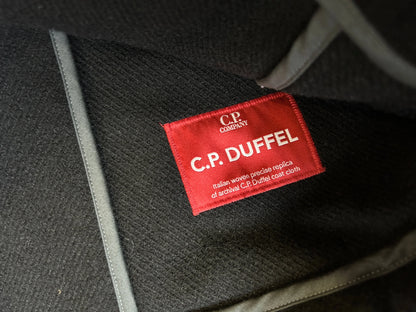 C.P.
COMPANY
C.P. DUFFEL
Italian woven precise replica
of archival C.P. Duffel coat cloth